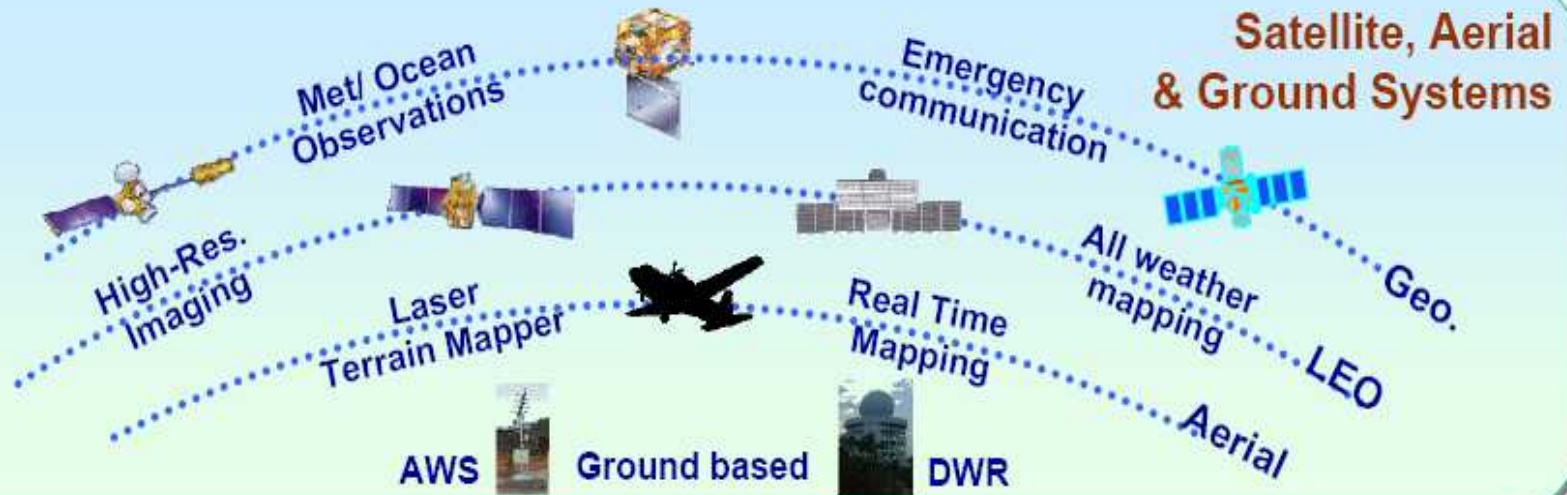 Satellite, Aerial
& Ground Systems
Met/ Ocean
Observations
Emergency
communication
Geo.
High-Res.
Imaging
All weather
mapping
LEO
Laser
Terrain Mapper
Real Time
Mapping
Aerial
AWS
Ground based
DWR